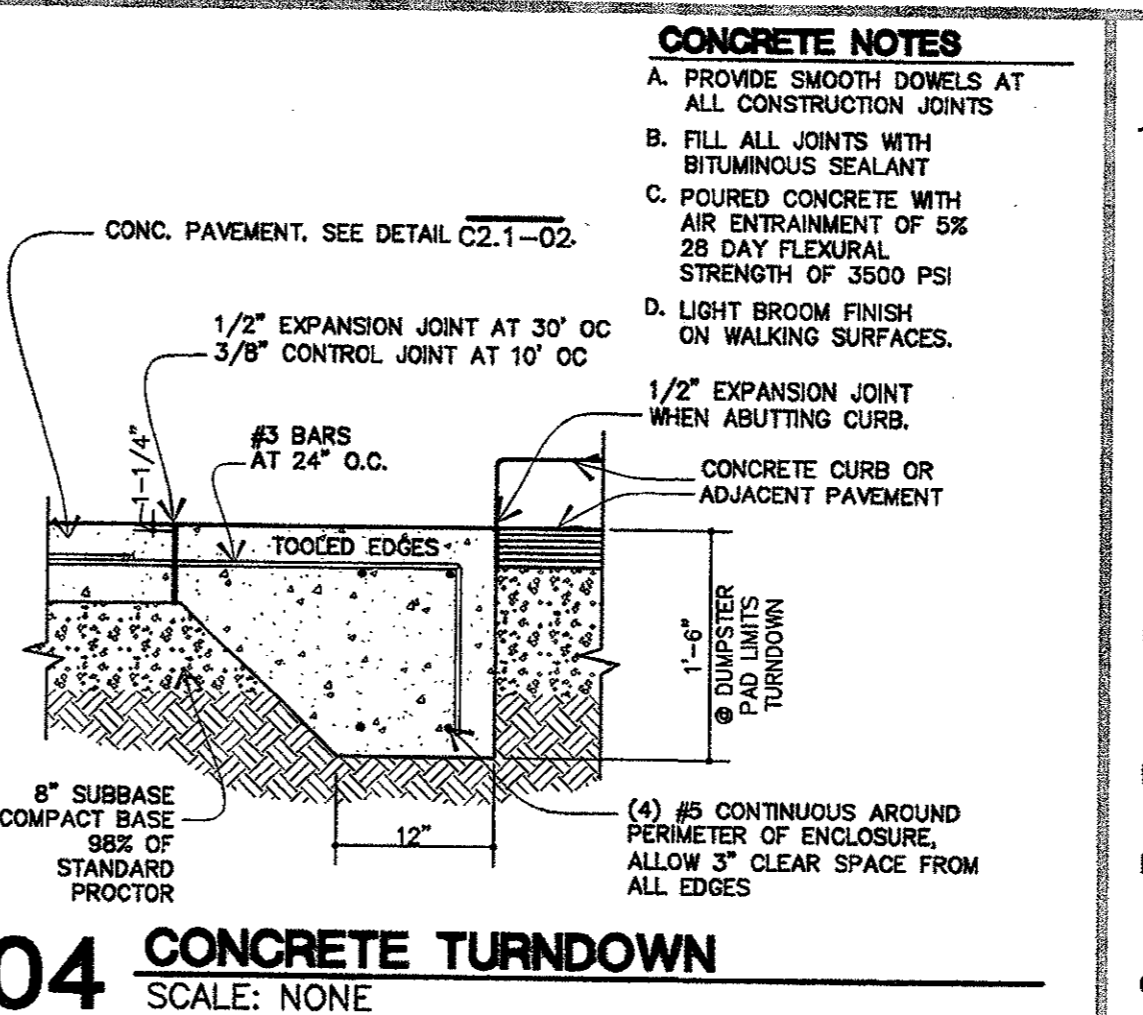 CONCRETE NOTES
A. PROVIDE SMOOTH DOWELS AT
ALL CONSTRUCTION JOINTS
B. FILL ALL JOINTS WITH
BITUMINOUS SEALANT
C. POURED CONCRETE WITH
AIR ENTRAINMENT OF 5%
28 DAY FLEXURAL
STRENGTH OF 3500 PSI
D. LIGHT BROOM FINISH
ON WALKING SURFACES.
CONC. PAVEMENT. SEE DETAIL C2.1-02.
1/2" EXPANSION JOINT AT 30' OC
3/8" CONTROL JOINT AT 10' OC
1/2" EXPANSION JOINT
WHEN ABUTTING CURB.
1-1/4"
#3 BARS
AT 24" O.C.
CONCRETE CURB OR
ADJACENT PAVEMENT
TOOLED EDGES
1'-6"
@ DUMPSTER
PAD LIMITS
TURNDOWN
8" SUBBASE
COMPACT BASE
98% OF
STANDARD
PROCTOR
12"
(4) #5 CONTINUOUS AROUND
PERIMETER OF ENCLOSURE,
ALLOW 3" CLEAR SPACE FROM
ALL EDGES
04 CONCRETE TURNDOWN
SCALE: NONE